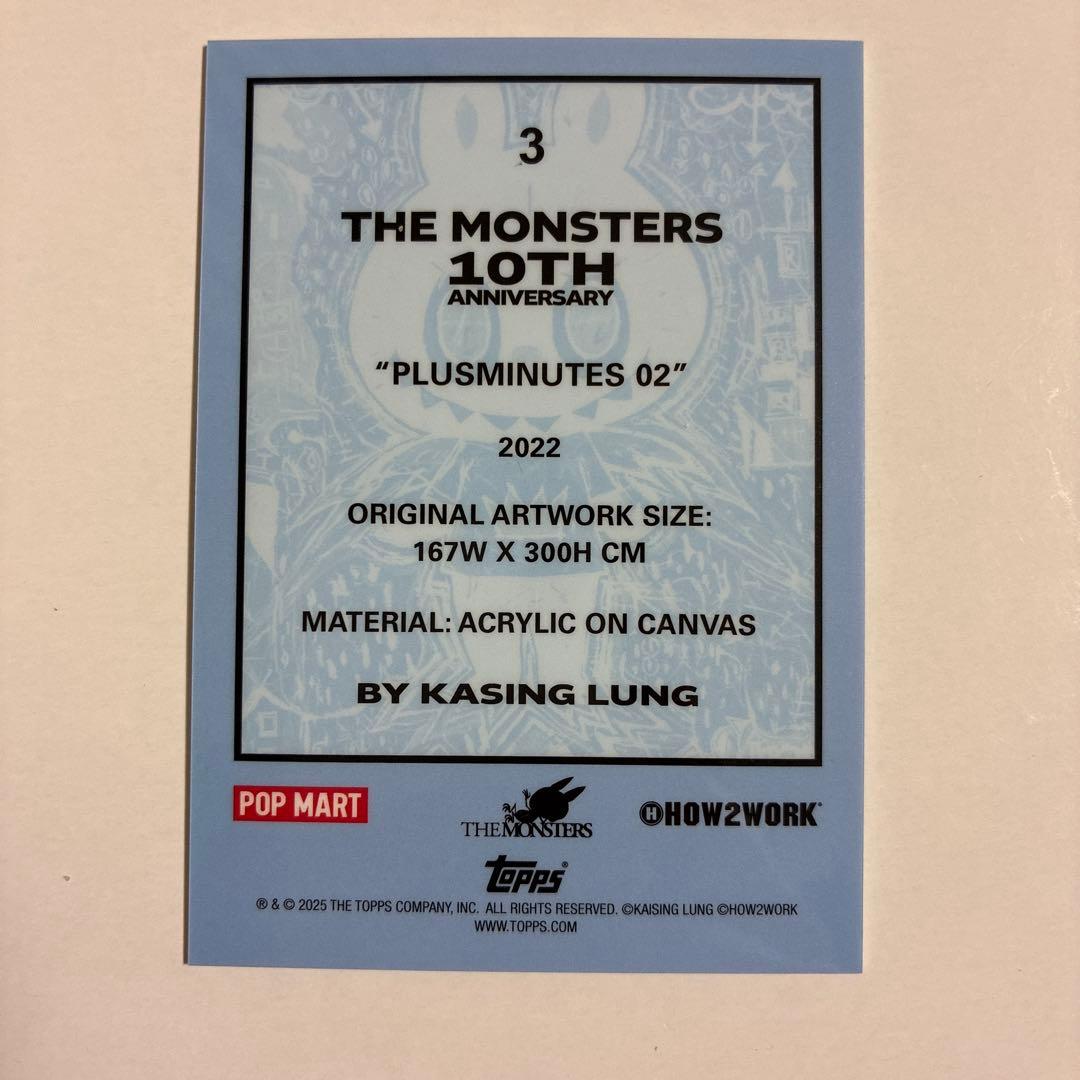 3
THE MONSTERS
10TH
ANNIVERSARY
“PLUSMINUTES 02”
2022
ORIGINAL ARTWORK SIZE:
167W X 300H CM
MATERIAL: ACRYLIC ON CANVAS
BY KASING LUNG
POP MART
THE MONSTERS
H HOW2WORK®
Topps®
® & © 2025 THE TOPPS COMPANY, INC. ALL RIGHTS RESERVED. ©KAISING LUNG ©HOW2WORK
WWW.TOPPS.COM